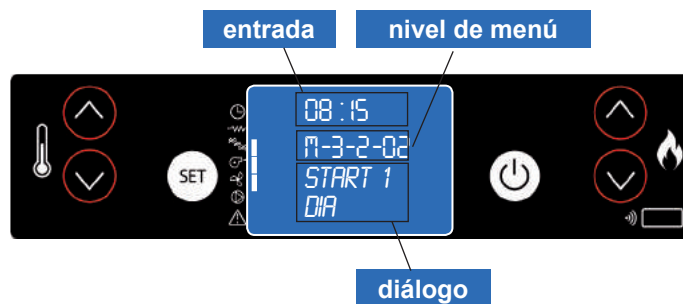 entrada
nivel de menú
08:15
M-3-2-02
SET
START 1
DIA
diálogo